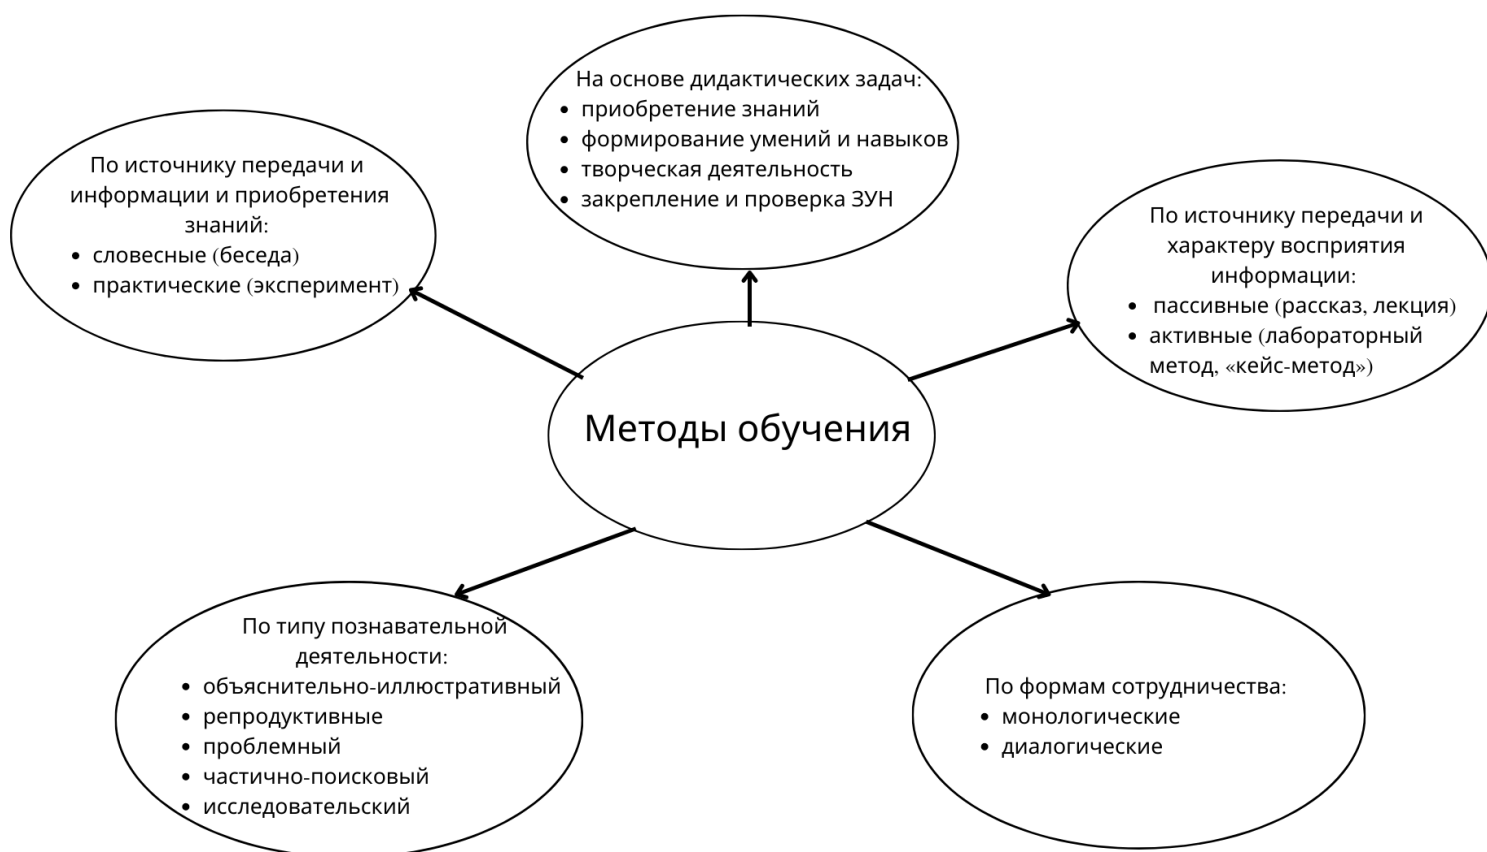 На основе дидактических задач:
• приобретение знаний
• формирование умений и навыков
• творческая деятельность
• закрепление и проверка ЗУН
По источнику передачи и
информации и приобретения
знаний:
• словесные (беседа)
• практические (эксперимент)
По источнику передачи и
характеру восприятия
информации:
• пассивные (рассказ, лекция)
• активные (лабораторный
метод, «кейс-метод»)
Методы обучения
По типу познавательной
деятельности:
• объяснительно-иллюстративный
• репродуктивные
• проблемный
• частично-поисковый
• исследовательский
По формам сотрудничества:
• монологические
• диалогические